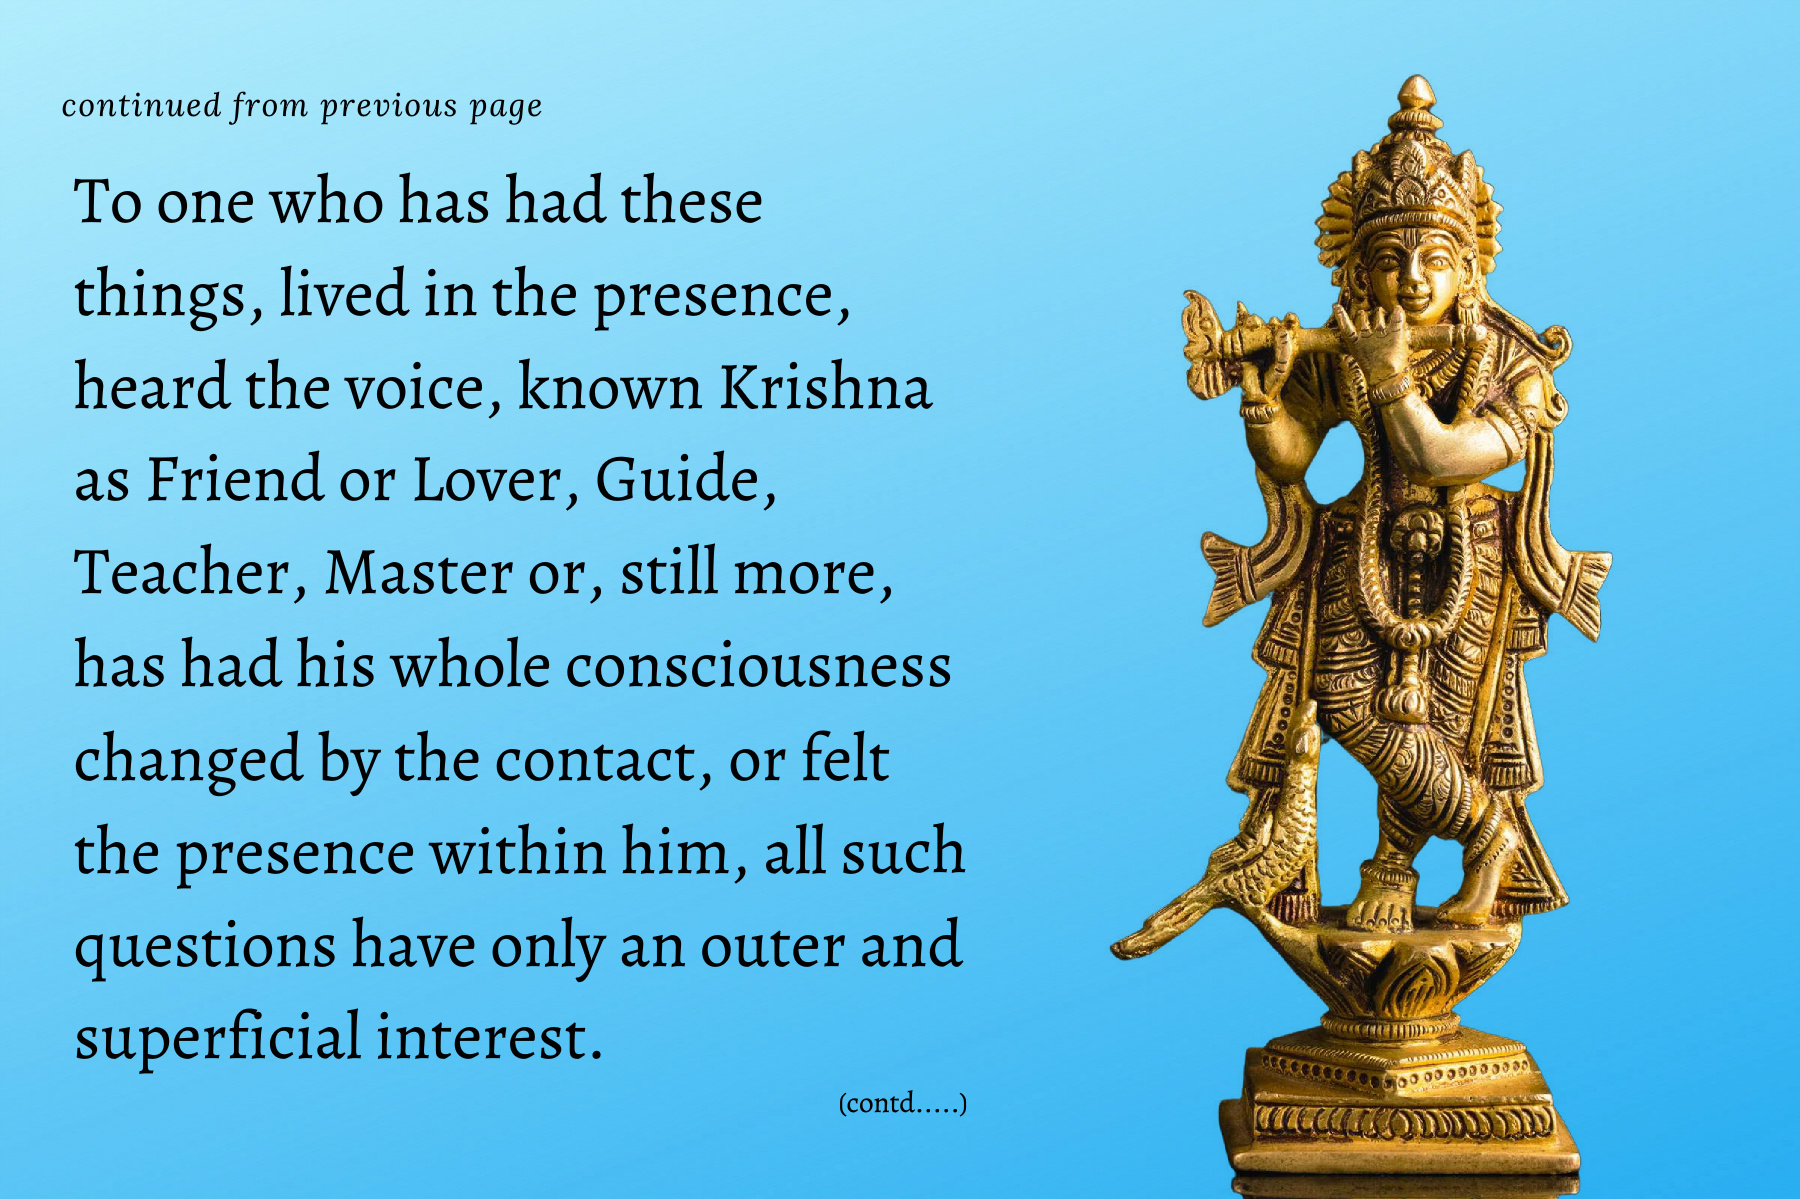 continued from previous page
To one who has had these
things, lived in the presence,
heard the voice, known Krishna
as Friend or Lover, Guide,
Teacher, Master or, still more,
has had his whole consciousness
changed by the contact, or felt
the presence within him, all such
questions have only an outer and
superficial interest.
(contd.....)